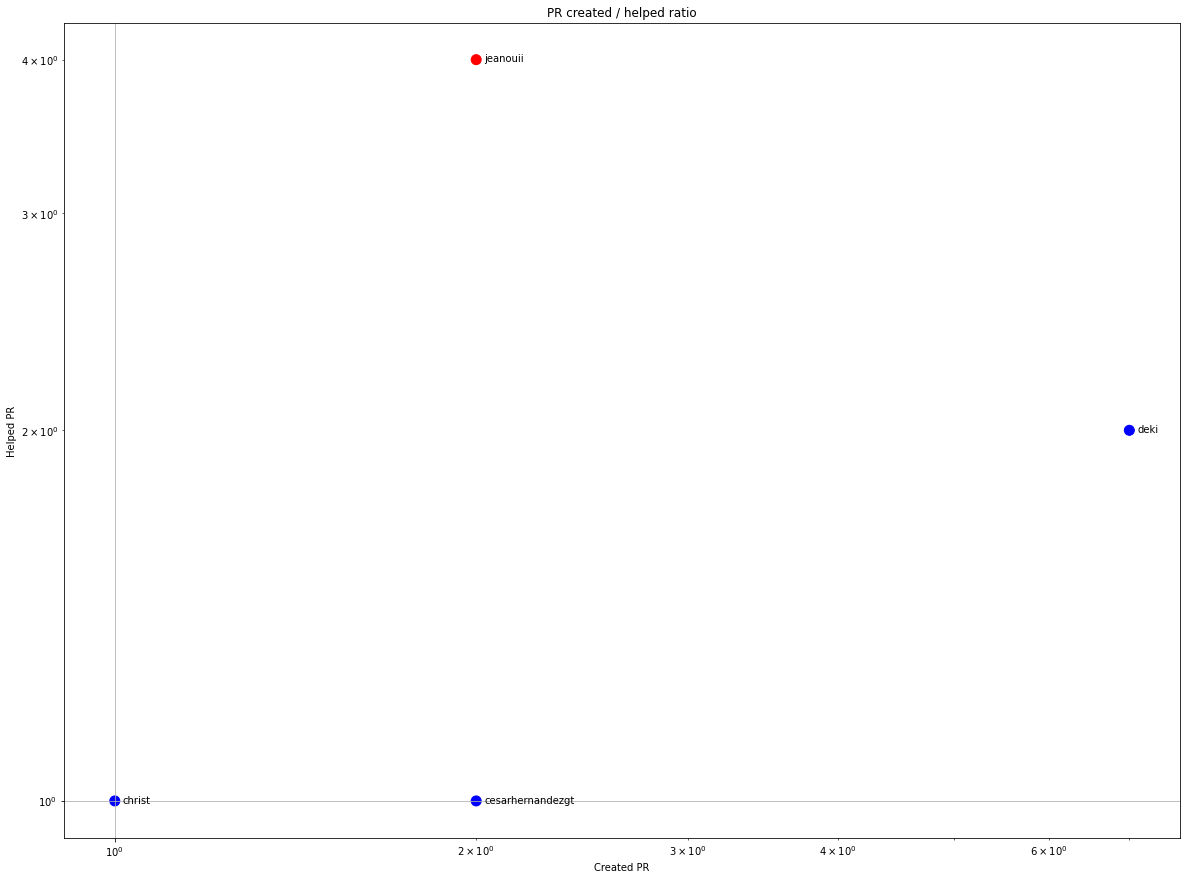 PR created / helped ratio
4 × 10⁰
jeanouii
3 × 10⁰
Helped PR
2 × 10⁰
deki
10⁰
christ
cesarhernandezgt
10⁰
2 × 10⁰
3 × 10⁰
4 × 10⁰
6 × 10⁰
Created PR